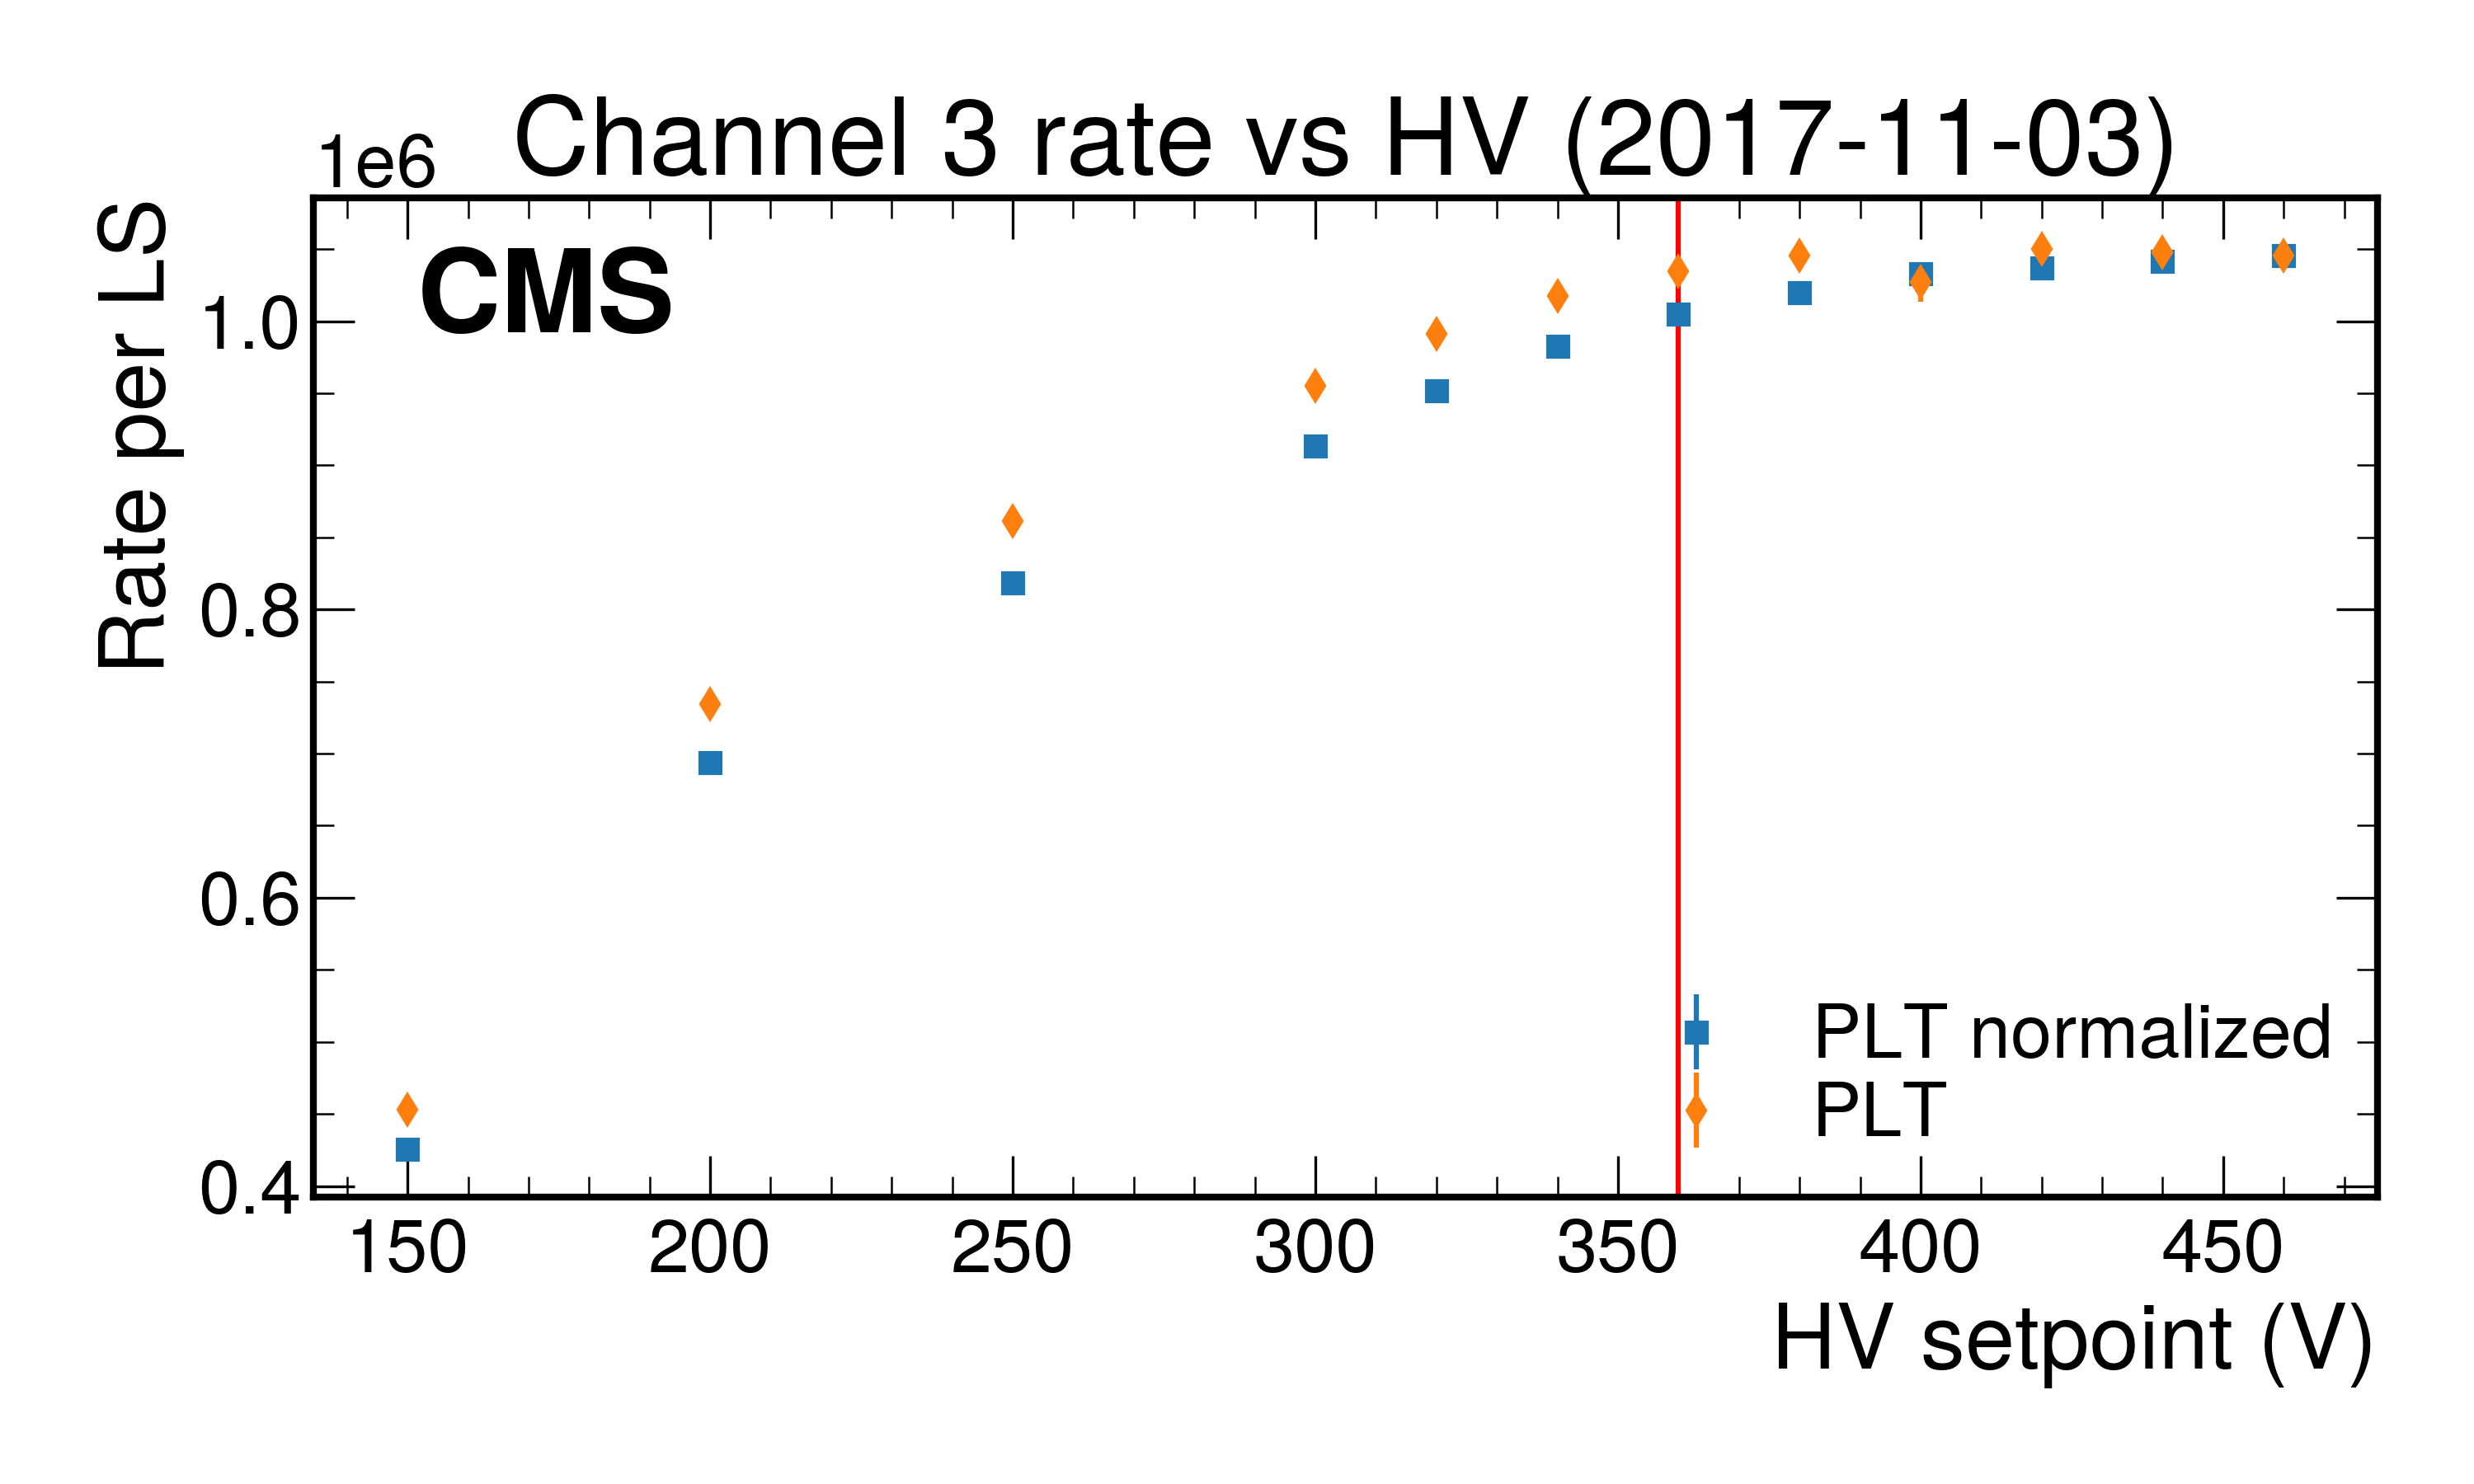 Channel 3 rate vs HV (2017-11-03)
1e6
CMS
Rate per LS
1.0
0.8
0.6
0.4
PLT normalized
PLT
150 200 250 300 350 400 450
HV setpoint (V)